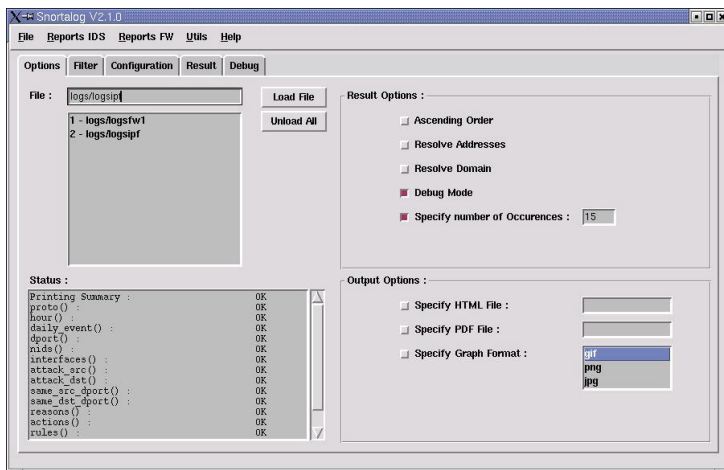 Snortalog V2.1.0
File Reports IDS Reports FW Utils Help
Options Filter Configuration Result Debug
File : logs/logsipf Load File
Unload All
1 - logs/logsfw1
2 - logs/logsipf
Result Options :
Ascending Order
Resolve Addresses
Resolve Domain
Debug Mode
Specify number of Occurences : 15
Status :
Printing Summary : OK
proto() : OK
hour() : OK
daily_event() : OK
dport() : OK
nids() : OK
interfaces() : OK
attack_src() : OK
attack_dst() : OK
same_src_dport() : OK
same_dst_dport() : OK
reasons() : OK
actions() : OK
rules() : OK
Output Options :
Specify HTML File :
Specify PDF File :
Specify Graph Format : gif
png
jpg